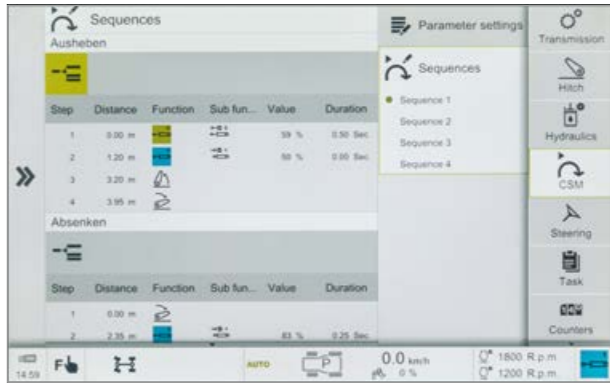 Sequences
Ausheben
Step Distance Function Sub fun... Value Duration
1 0.00 m 59 % 0.50 Sec.
2 1.20 m 50 % 0.00 Sec.
3 3.20 m
4 3.95 m
Absenken
Step Distance Function Sub fun... Value Duration
1 0.00 m
2 2.35 m 83 % 0.25 Sec.
Parameter settings
Sequences
Sequence 1
Sequence 2
Sequence 3
Sequence 4
Transmission
Hitch
Hydraulics
CSM
Steering
Task
Counters
14:59
F
AUTO
P
0.0 km/h
0 %
1800 R.p.m.
1200 R.p.m.